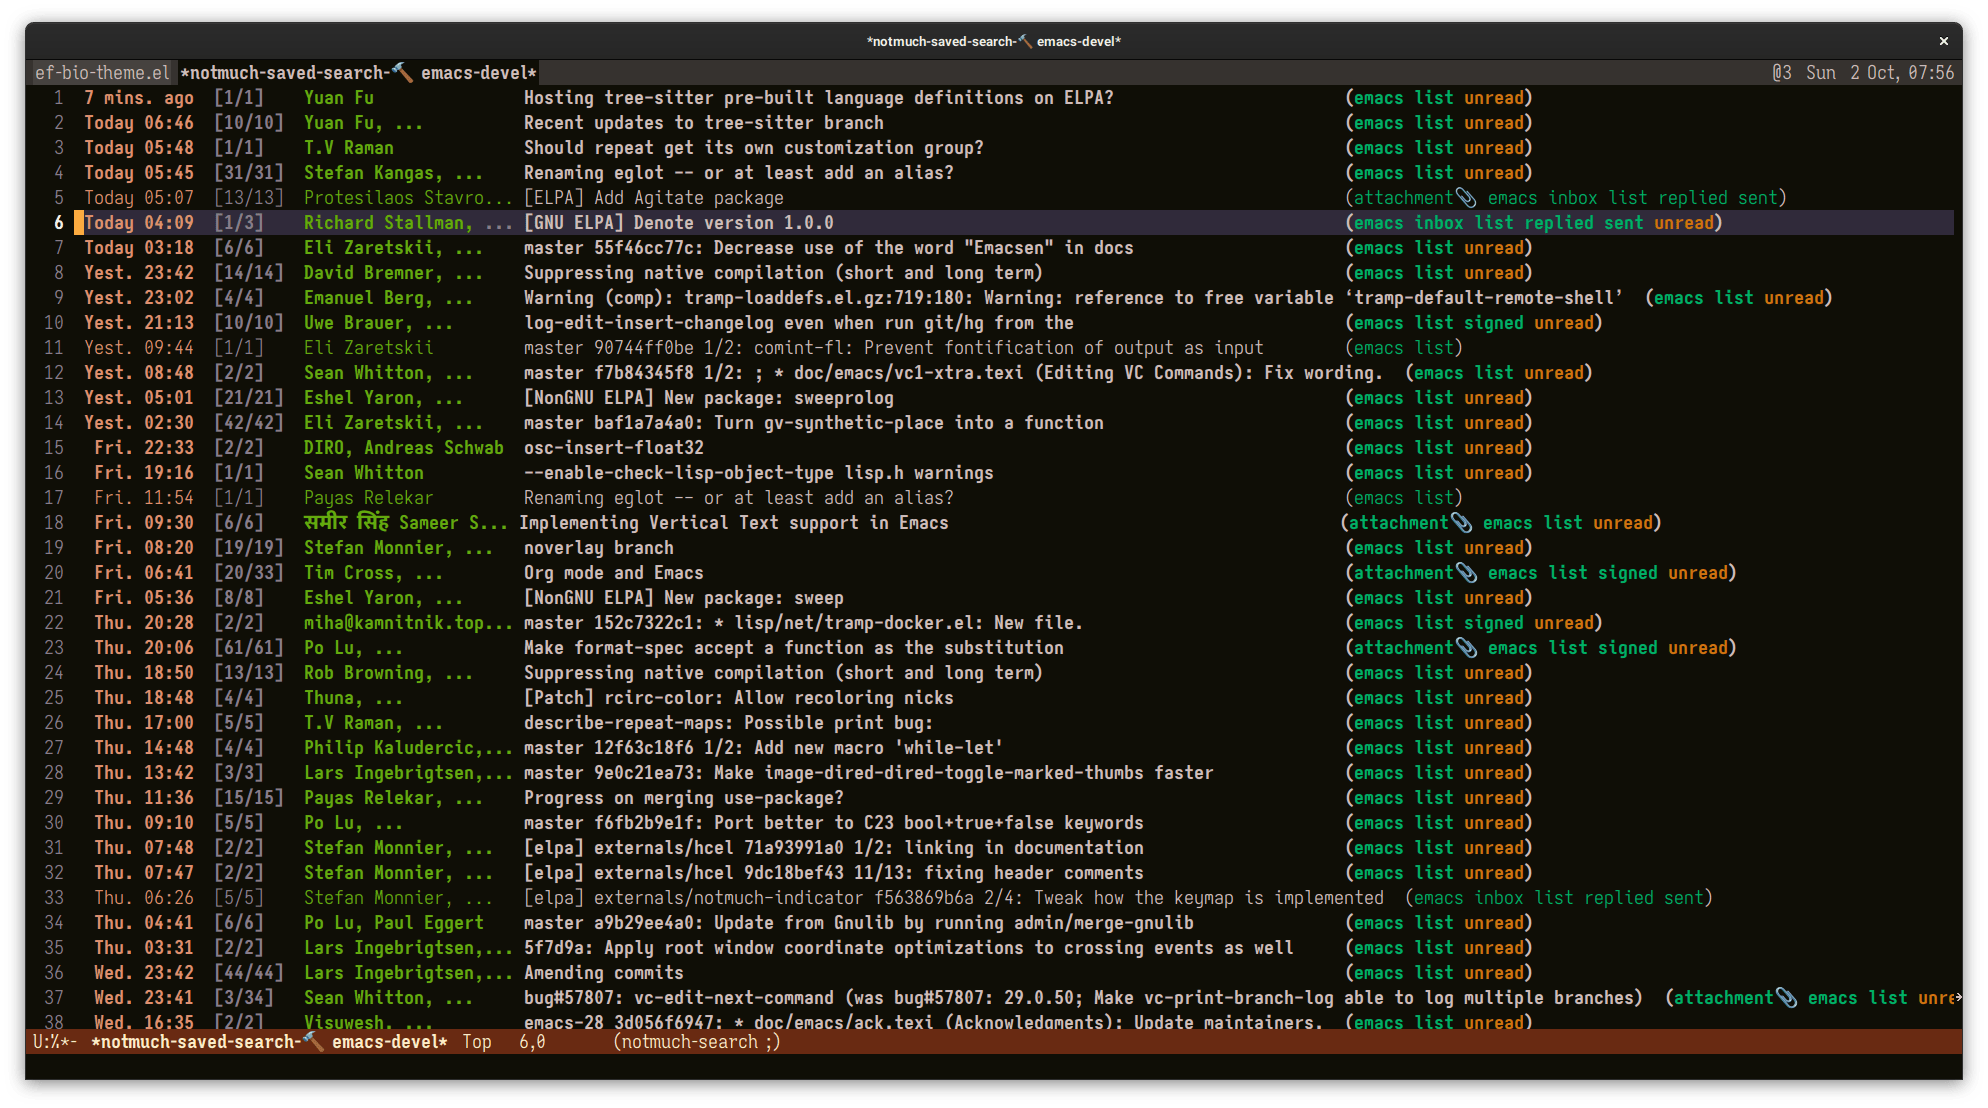 *notmuch-saved-search-🔨 emacs-devel* ×
ef-bio-theme.el *notmuch-saved-search-🔨 emacs-devel* @3 Sun 2 Oct, 07:56
1 7 mins. ago [1/1] Yuan Fu Hosting tree-sitter pre-built language definitions on ELPA? (emacs list unread)
2 Today 06:46 [10/10] Yuan Fu, ... Recent updates to tree-sitter branch (emacs list unread)
3 Today 05:48 [1/1] T.V Raman Should repeat get its own customization group? (emacs list unread)
4 Today 05:45 [31/31] Stefan Kangas, ... Renaming eglot -- or at least add an alias? (emacs list unread)
5 Today 05:07 [13/13] Protesilaos Stavro... [ELPA] Add Agitate package (attachment📎 emacs inbox list replied sent)
6 Today 04:09 [1/3] Richard Stallman, ... [GNU ELPA] Denote version 1.0.0 (emacs inbox list replied sent unread)
7 Today 03:18 [6/6] Eli Zaretskii, ... master 55f46cc77c: Decrease use of the word "Emacsen" in docs (emacs list unread)
8 Yest. 23:42 [14/14] David Bremner, ... Suppressing native compilation (short and long term) (emacs list unread)
9 Yest. 23:02 [4/4] Emanuel Berg, ... Warning (comp): tramp-loaddefs.el.gz:719:180: Warning: reference to free variable ‘tramp-default-remote-shell’ (emacs list unread)
10 Yest. 21:13 [10/10] Uwe Brauer, ... log-edit-insert-changelog even when run git/hg from the (emacs list signed unread)
11 Yest. 09:44 [1/1] Eli Zaretskii master 90744ff0be 1/2: comint-fl: Prevent fontification of output as input (emacs list)
12 Yest. 08:48 [2/2] Sean Whitton, ... master f7b84345f8 1/2: ; * doc/emacs/vc1-xtra.texi (Editing VC Commands): Fix wording. (emacs list unread)
13 Yest. 05:01 [21/21] Eshel Yaron, ... [NonGNU ELPA] New package: sweeprolog (emacs list unread)
14 Yest. 02:30 [42/42] Eli Zaretskii, ... master baf1a7a4a0: Turn gv-synthetic-place into a function (emacs list unread)
15 Fri. 22:33 [2/2] DIRO, Andreas Schwab osc-insert-float32 (emacs list unread)
16 Fri. 19:16 [1/1] Sean Whitton --enable-check-lisp-object-type lisp.h warnings (emacs list unread)
17 Fri. 11:54 [1/1] Payas Relekar Renaming eglot -- or at least add an alias? (emacs list)
18 Fri. 09:30 [6/6] समीर सिंह Sameer S... Implementing Vertical Text support in Emacs (attachment📎 emacs list unread)
19 Fri. 08:20 [19/19] Stefan Monnier, ... noverlay branch (emacs list unread)
20 Fri. 06:41 [20/33] Tim Cross, ... Org mode and Emacs (attachment📎 emacs list signed unread)
21 Fri. 05:36 [8/8] Eshel Yaron, ... [NonGNU ELPA] New package: sweep (emacs list unread)
22 Thu. 20:28 [2/2] miha@kamnitnik.top... master 152c7322c1: * lisp/net/tramp-docker.el: New file. (emacs list signed unread)
23 Thu. 20:06 [61/61] Po Lu, ... Make format-spec accept a function as the substitution (attachment📎 emacs list signed unread)
24 Thu. 18:50 [13/13] Rob Browning, ... Suppressing native compilation (short and long term) (emacs list unread)
25 Thu. 18:48 [4/4] Thuna, ... [Patch] rcirc-color: Allow recoloring nicks (emacs list unread)
26 Thu. 17:00 [5/5] T.V Raman, ... describe-repeat-maps: Possible print bug: (emacs list unread)
27 Thu. 14:48 [4/4] Philip Kaludercic,... master 12f63c18f6 1/2: Add new macro 'while-let' (emacs list unread)
28 Thu. 13:42 [3/3] Lars Ingebrigtsen,... master 9e0c21ea73: Make image-dired-dired-toggle-marked-thumbs faster (emacs list unread)
29 Thu. 11:36 [15/15] Payas Relekar, ... Progress on merging use-package? (emacs list unread)
30 Thu. 09:10 [5/5] Po Lu, ... master f6fb2b9e1f: Port better to C23 bool+true+false keywords (emacs list unread)
31 Thu. 07:48 [2/2] Stefan Monnier, ... [elpa] externals/hcel 71a93991a0 1/2: linking in documentation (emacs list unread)
32 Thu. 07:47 [2/2] Stefan Monnier, ... [elpa] externals/hcel 9dc18bef43 11/13: fixing header comments (emacs list unread)
33 Thu. 06:26 [5/5] Stefan Monnier, ... [elpa] externals/notmuch-indicator f563869b6a 2/4: Tweak how the keymap is implemented (emacs inbox list replied sent)
34 Thu. 04:41 [6/6] Po Lu, Paul Eggert master a9b29ee4a0: Update from Gnulib by running admin/merge-gnulib (emacs list unread)
35 Thu. 03:31 [2/2] Lars Ingebrigtsen,... 5f7d9a: Apply root window coordinate optimizations to crossing events as well (emacs list unread)
36 Wed. 23:42 [44/44] Lars Ingebrigtsen,... Amending commits (emacs list unread)
37 Wed. 23:41 [3/34] Sean Whitton, ... bug#57807: vc-edit-next-command (was bug#57807: 29.0.50; Make vc-print-branch-log able to log multiple branches) (attachment📎 emacs list unre
38 Wed. 16:35 [2/2] Visuwesh, ... emacs-28 3d056f6947: * doc/emacs/ack.texi (Acknowledgments): Update maintainers. (emacs list unread)
U:%*- *notmuch-saved-search-🔨 emacs-devel* Top 6,0 (notmuch-search ;)